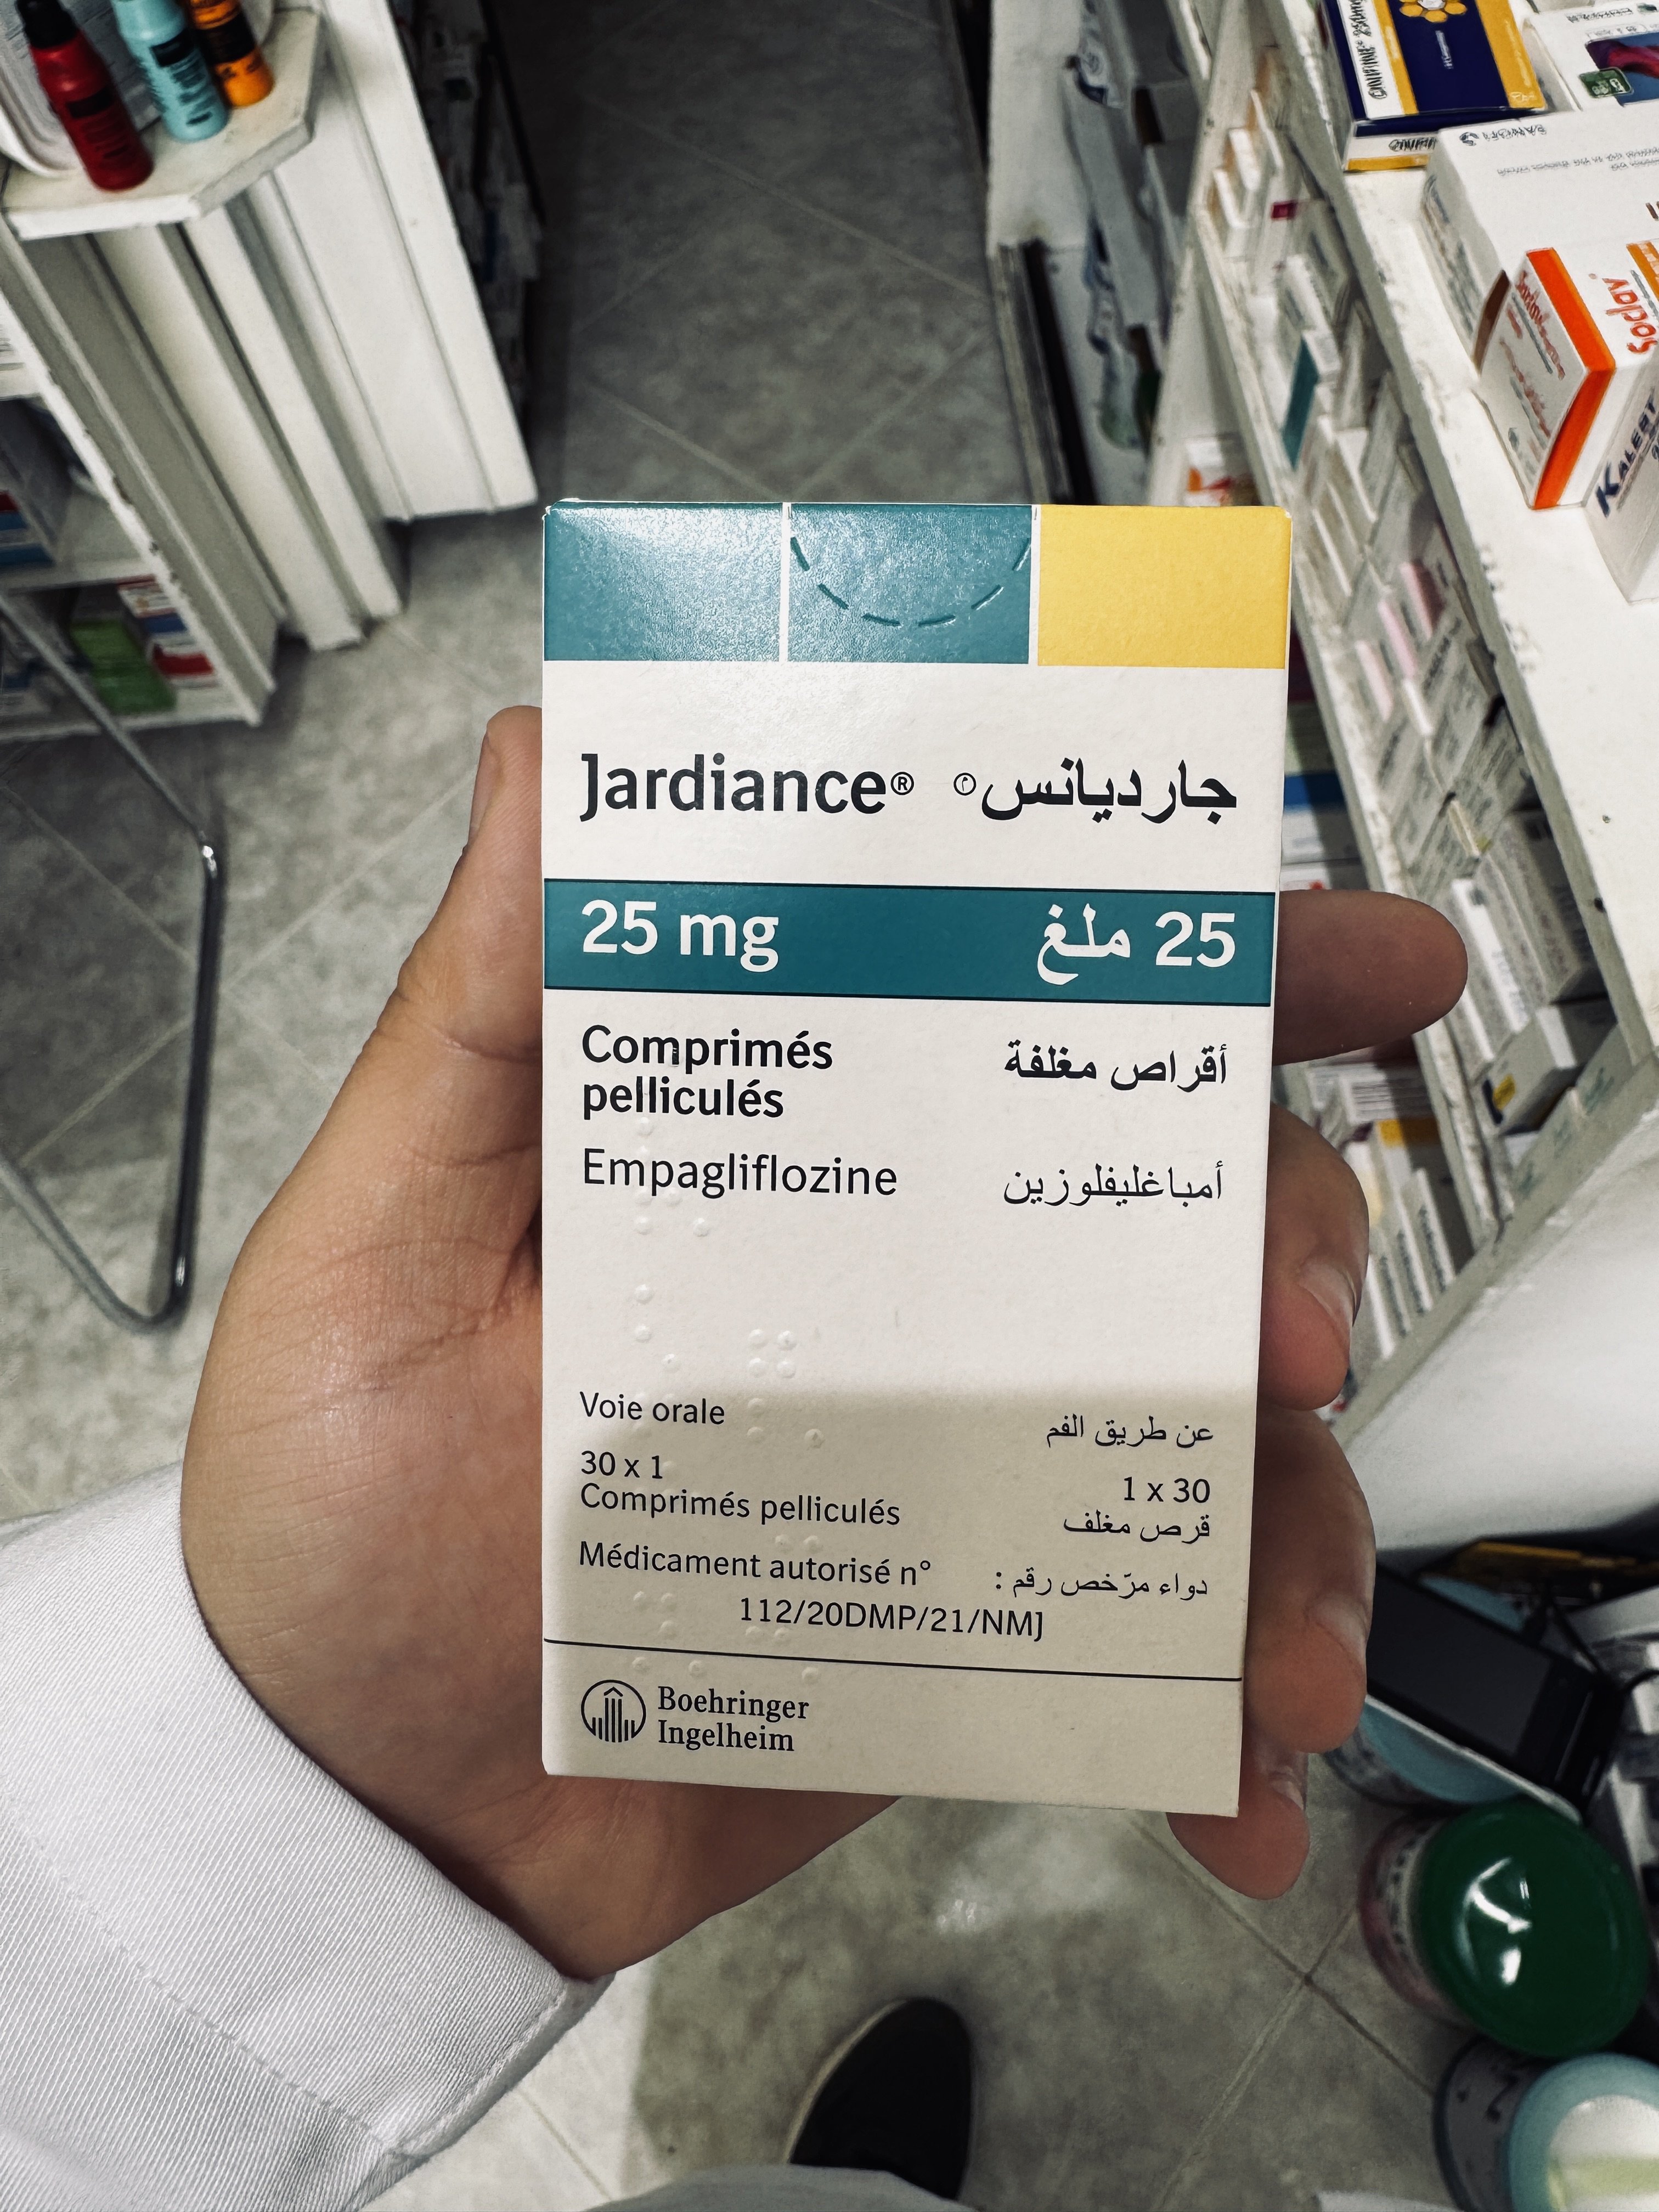 Jardiance® جارديانس
25 mg 25 ملغ
Comprimés أقراص مغلفة
pelliculés
Empagliflozine أمباغليفلوزين
Voie orale عن طريق الفم
30 x 1 1 x 30
Comprimés pelliculés قرص مغلف
Médicament autorisé n° دواء مرّخص رقم :
112/20DMP/21/NMJ
Boehringer
Ingelheim
Soclav
KALEST
SANOFI